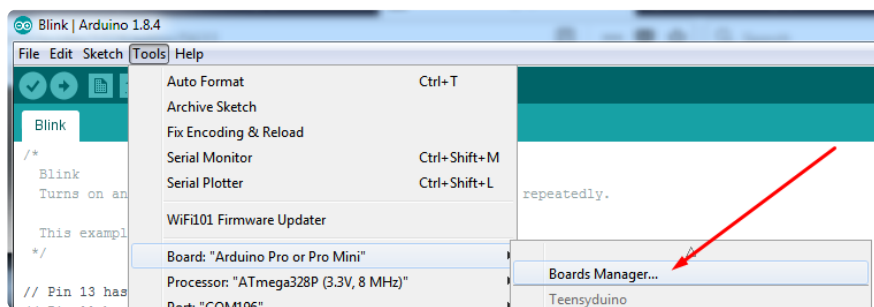 Blink | Arduino 1.8.4
File Edit Sketch Tools Help
Auto Format Ctrl+T
Archive Sketch
Blink
Fix Encoding & Reload
/*
Serial Monitor Ctrl+Shift+M
Blink
Serial Plotter Ctrl+Shift+L
Turns on an repeatedly.
WiFi101 Firmware Updater
This exampl
*/
Board: "Arduino Pro or Pro Mini"
Boards Manager...
Processor: "ATmega328P (3.3V, 8 MHz)"
// Pin 13 has
Teensyduino
Port: "COM196"